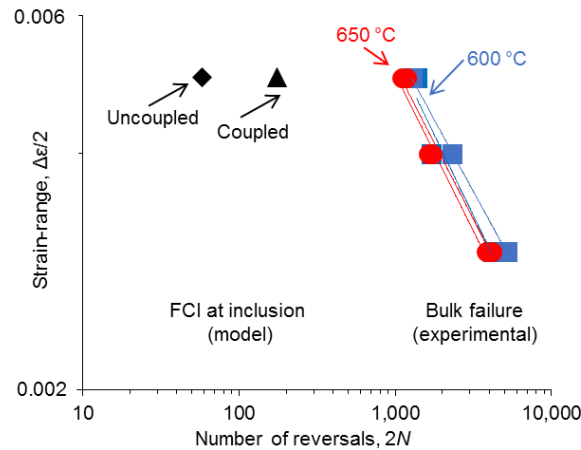 0.006
650 °C
600 °C
Uncoupled
Coupled
Strain-range, Δε/2
FCI at inclusion
(model)
Bulk failure
(experimental)
0.002
10
100
1,000
10,000
Number of reversals, 2N